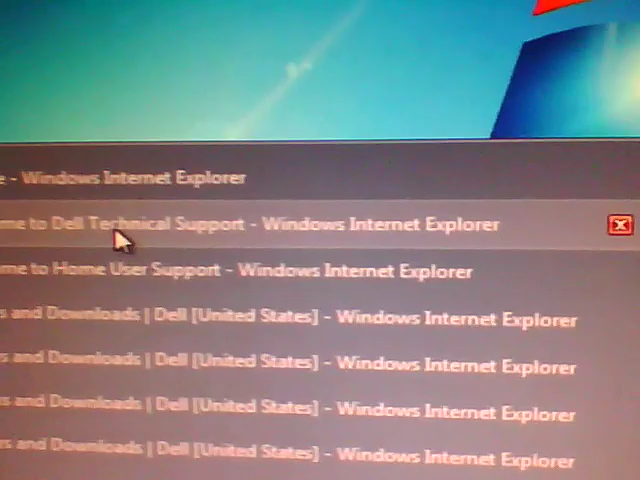 e - Windows Internet Explorer
me to Dell Technical Support - Windows Internet Explorer
me to Home User Support - Windows Internet Explorer
s and Downloads | Dell [United States] - Windows Internet Explorer
s and Downloads | Dell [United States] - Windows Internet Explorer
rs and Downloads | Dell [United States] - Windows Internet Explorer
rs and Downloads | Dell [United States] - Windows Internet Explorer